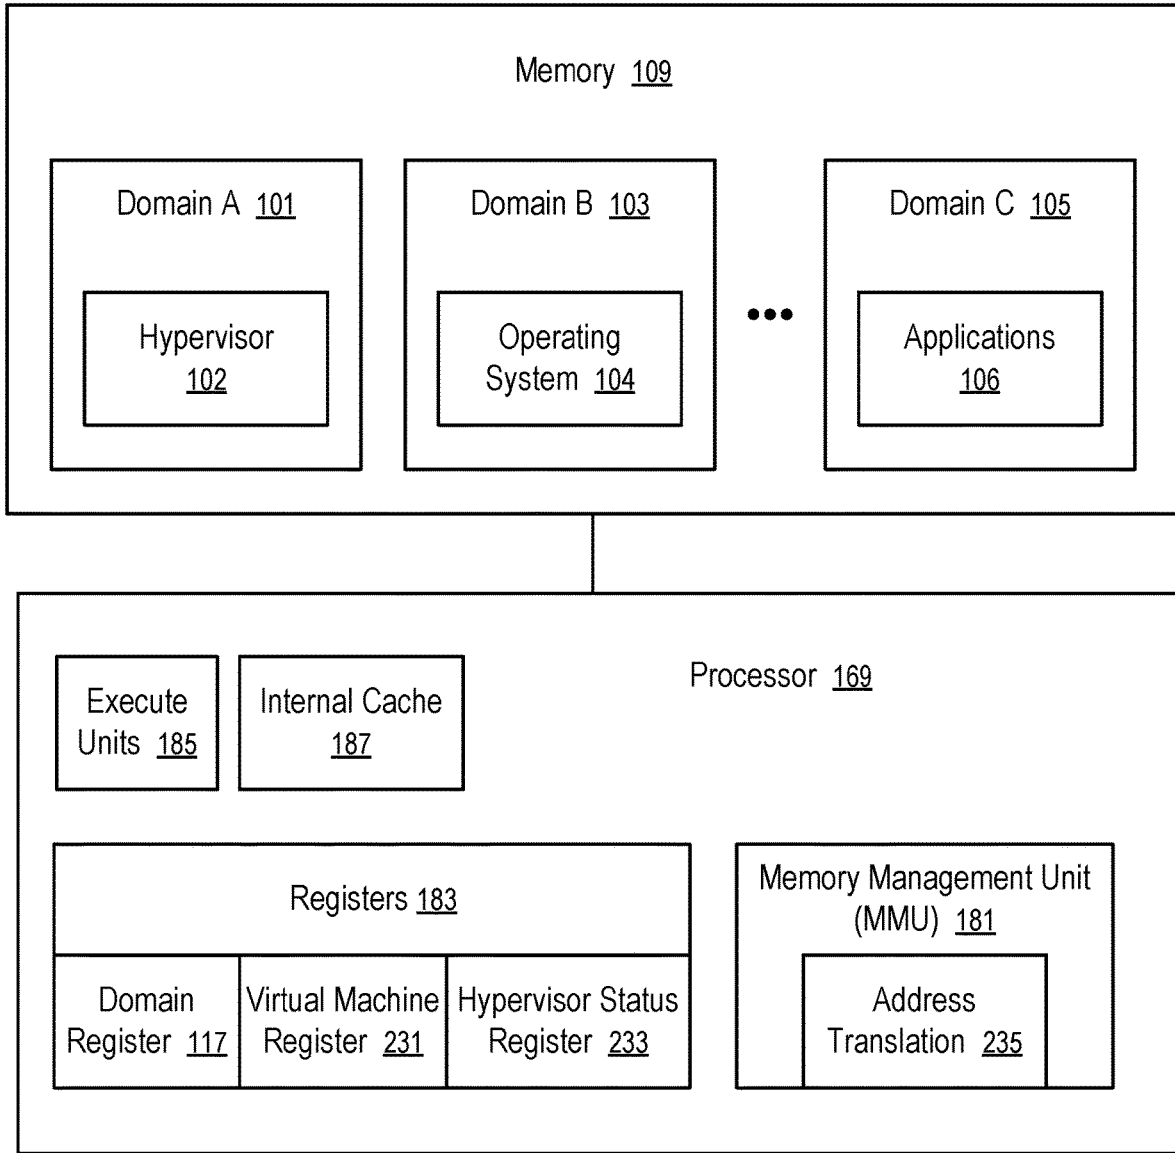 Memory 109
Domain A 101
Hypervisor
102
Domain B 103
Operating
System 104
•••
Domain C 105
Applications
106
Processor 169
Execute
Units 185
Internal Cache
187
Registers 183
Domain
Register 117
Virtual Machine
Register 231
Hypervisor Status
Register 233
Memory Management Unit
(MMU) 181
Address
Translation 235